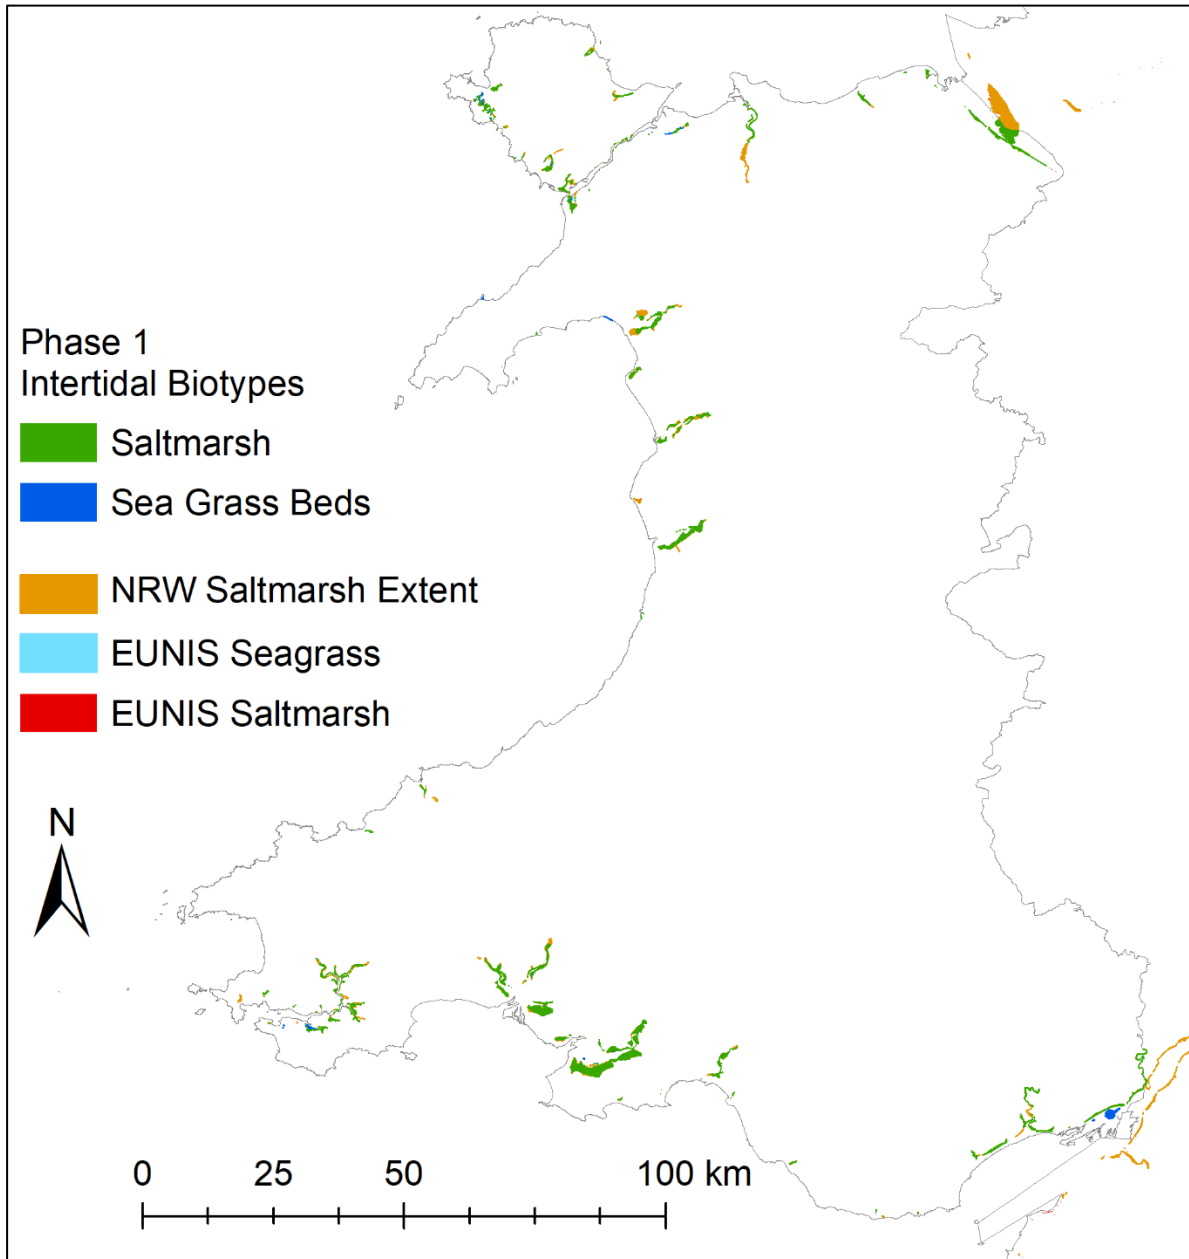 Phase 1
Intertidal Biotypes
Saltmarsh
Sea Grass Beds
NRW Saltmarsh Extent
EUNIS Seagrass
EUNIS Saltmarsh
N
0 25 50 100 km